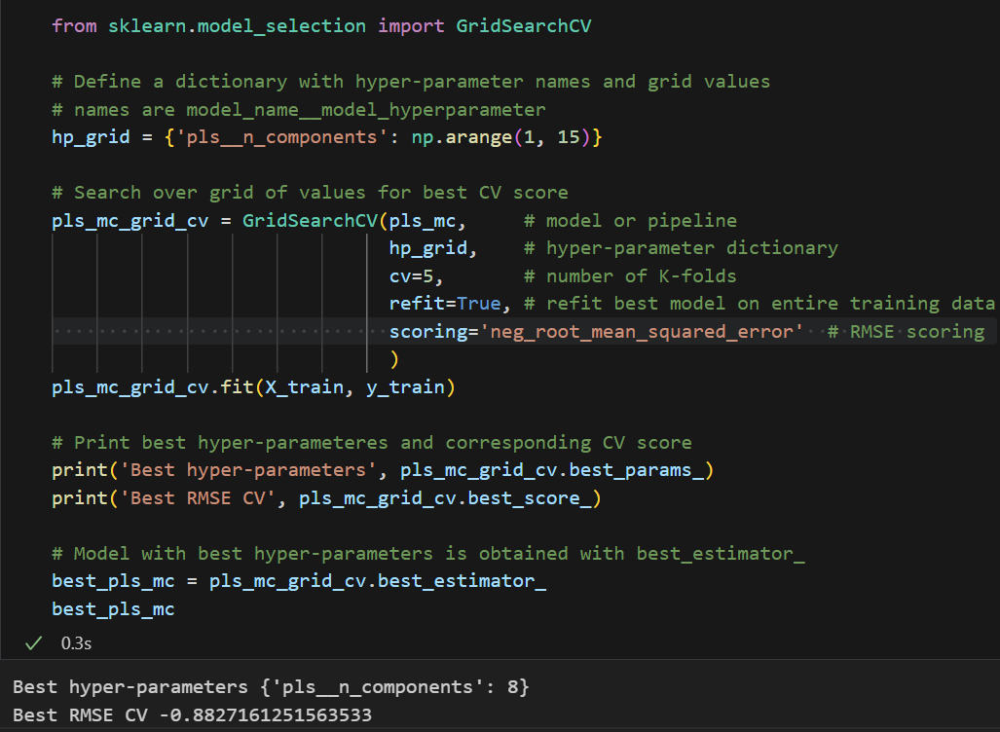 from sklearn.model_selection import GridSearchCV
# Define a dictionary with hyper-parameter names and grid values
# names are model_name__model_hyperparameter
hp_grid = {'pls__n_components': np.arange(1, 15)}
# Search over grid of values for best CV score
pls_mc_grid_cv = GridSearchCV(pls_mc,     # model or pipeline
                              hp_grid,    # hyper-parameter dictionary
                              cv=5,       # number of K-folds
                              refit=True, # refit best model on entire training data
                              scoring='neg_root_mean_squared_error'  # RMSE scoring
                              )
pls_mc_grid_cv.fit(X_train, y_train)
# Print best hyper-parameteres and corresponding CV score
print('Best hyper-parameters', pls_mc_grid_cv.best_params_)
print('Best RMSE CV', pls_mc_grid_cv.best_score_)
# Model with best hyper-parameters is obtained with best_estimator_
best_pls_mc = pls_mc_grid_cv.best_estimator_
best_pls_mc
0.3s
Best hyper-parameters {'pls__n_components': 8}
Best RMSE CV -0.8827161251563533